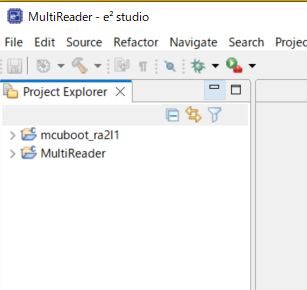 MultiReader - e² studio
File Edit Source Refactor Navigate Search Projec
Project Explorer
mcuboot_ra2l1
MultiReader